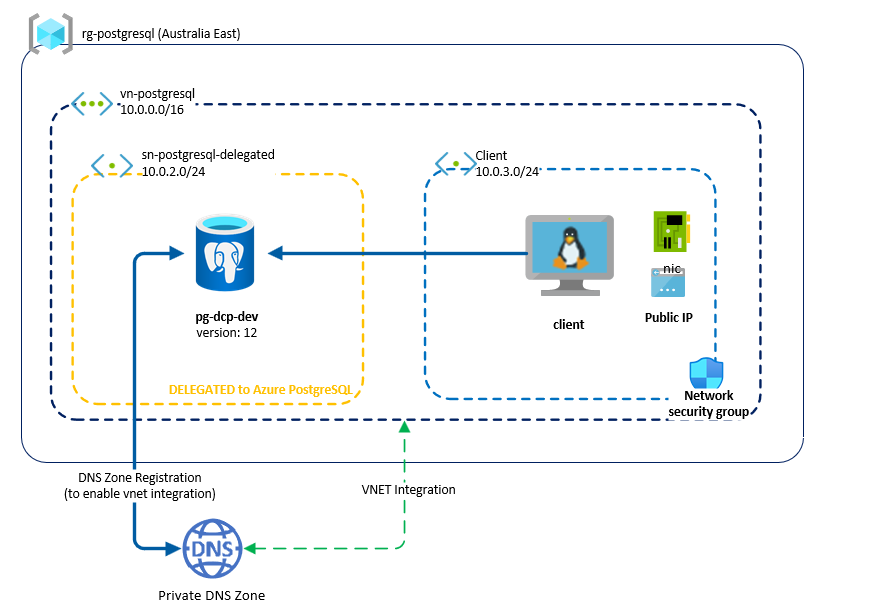 rg-postgresql (Australia East)
vn-postgresql
10.0.0.0/16
sn-postgresql-delegated
10.0.2.0/24
Client
10.0.3.0/24
nic
Public IP
pg-dcp-dev
version: 12
client
DELEGATED to Azure PostgreSQL
Network
security group
DNS Zone Registration
(to enable vnet integration)
VNET Integration
DNS
Private DNS Zone